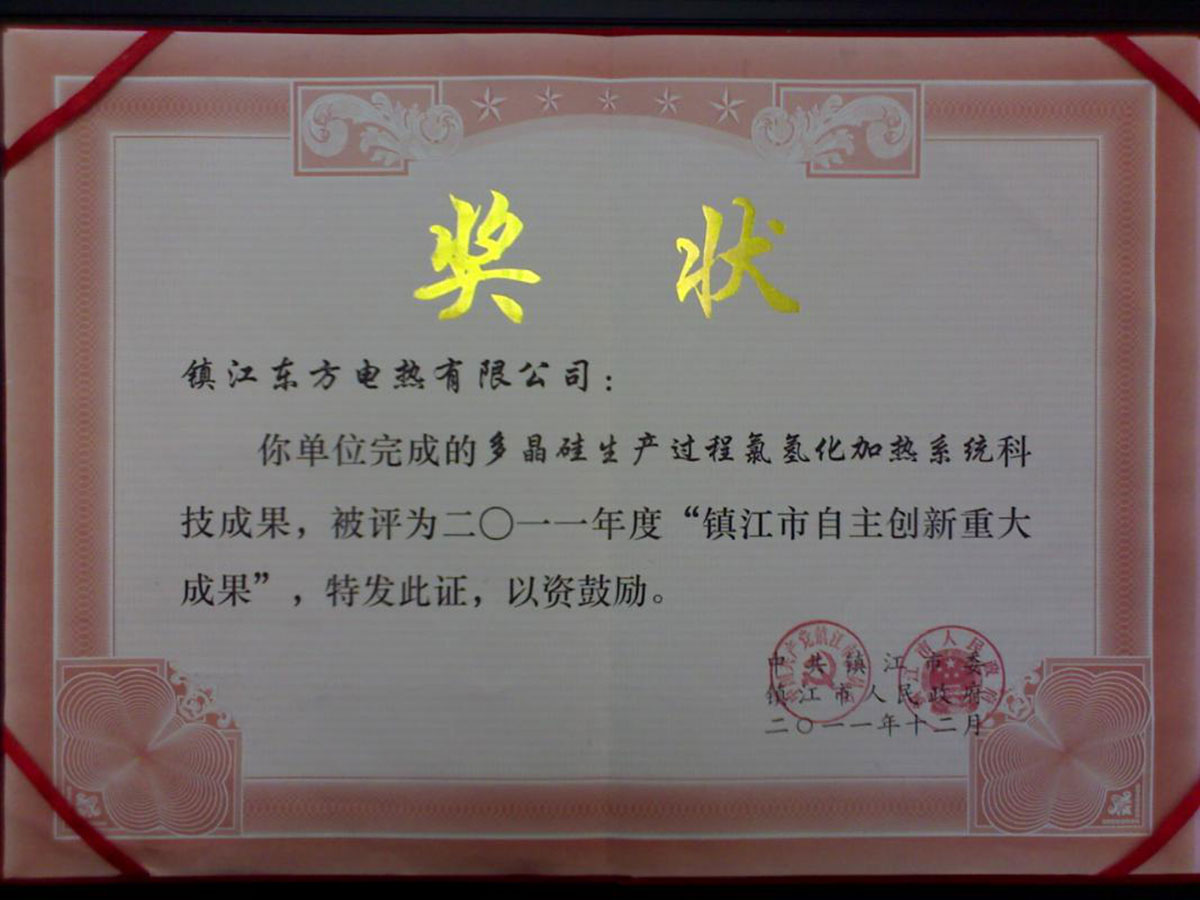 奖状
镇江东方电热有限公司：
你单位完成的多晶硅生产过程氯氢化加热系统科
技成果，被评为二〇一一年度“镇江市自主创新重大
成果”，特发此证，以资鼓励。
中共镇江市委
镇江市人民政府
二〇一一年十二月